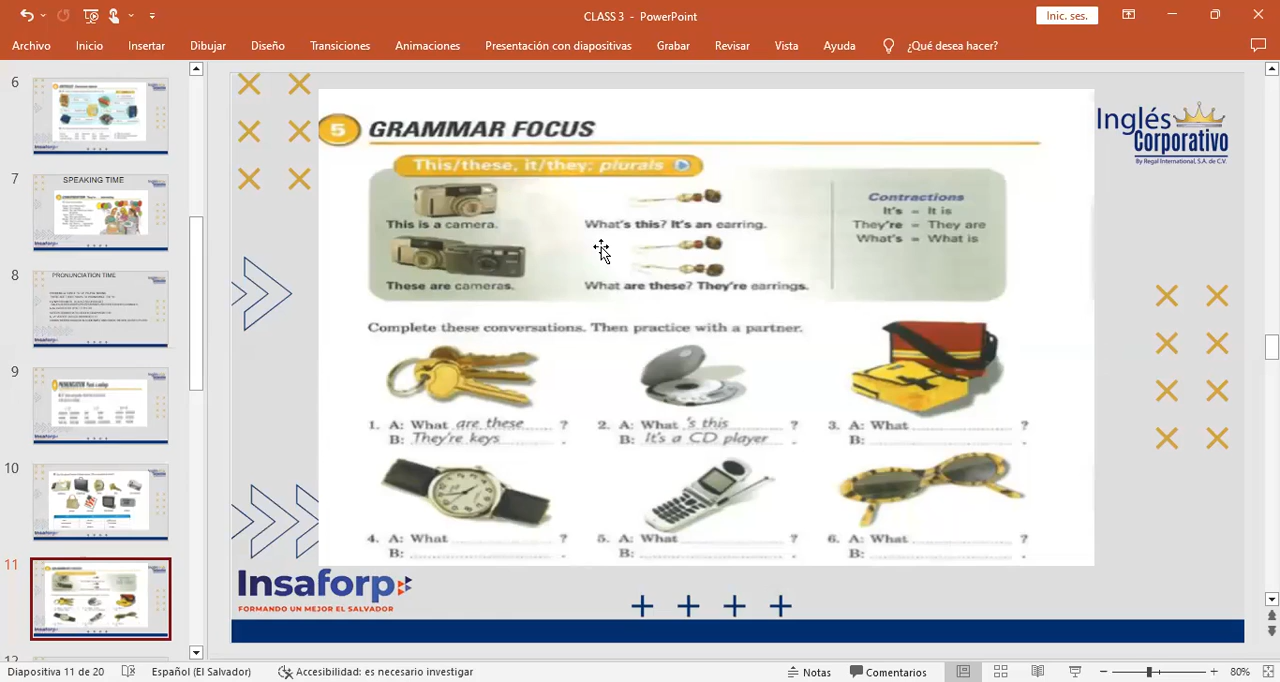 CLASS 3 - PowerPoint
Inic. ses.
Archivo Inicio Insertar Dibujar Diseño Transiciones Animaciones Presentación con diapositivas Grabar Revisar Vista Ayuda ¿Qué desea hacer?
6
7
SPEAKING TIME
8
PRONUNCIATION TIME
9
10
11
Insaforp
Inglés
Corporativo
By Regal International, S.A. de C.V.
5 GRAMMAR FOCUS
This/these, it/they; plurals
This is a camera.
What's this? It's an earring.
These are cameras.
What are these? They're earrings.
Contractions
It's = It is
They're = They are
What's = What is
Complete these conversations. Then practice with a partner.
1. A: What are these ?
B: They're keys .
2. A: What 's this ?
B: It's a CD player .
3. A: What ?
B: .
4. A: What ?
B: .
5. A: What ?
B: .
6. A: What ?
B: .
Insaforp
FORMANDO UN MEJOR EL SALVADOR
Diapositiva 11 de 20 Español (El Salvador) Accesibilidad: es necesario investigar Notas Comentarios 80%